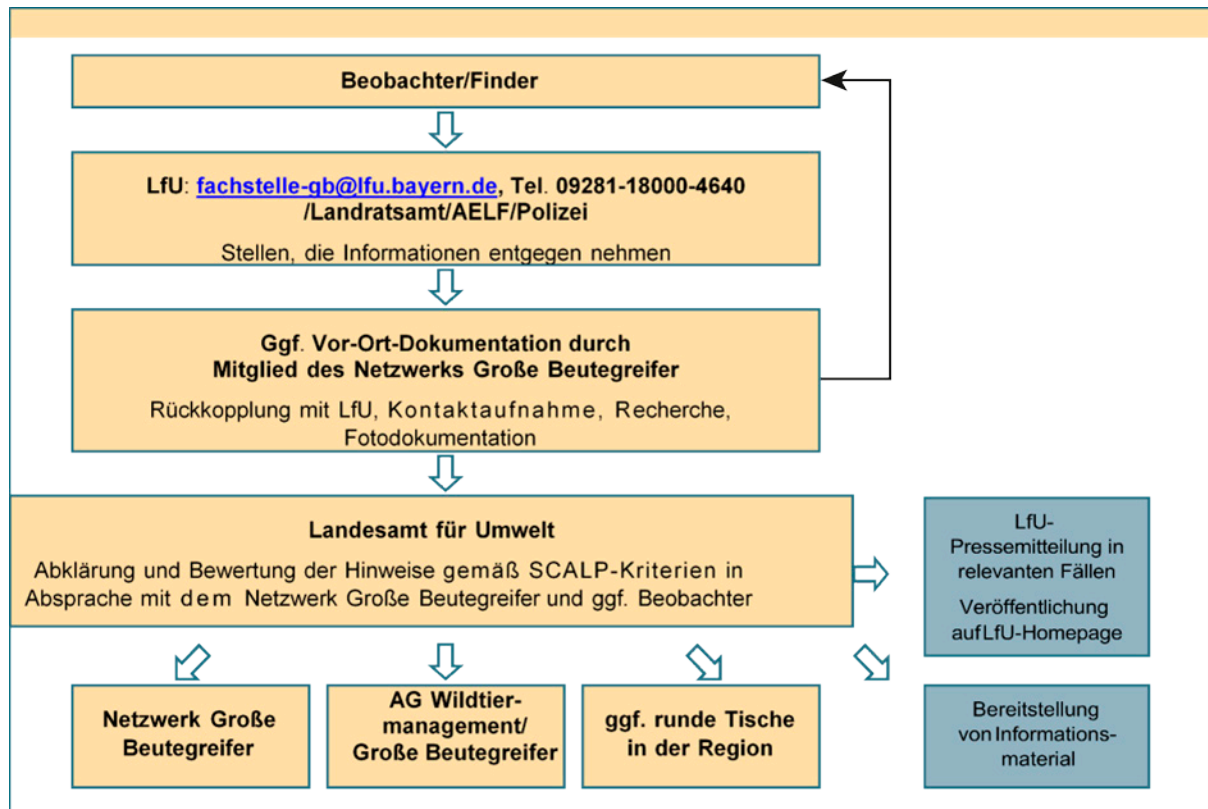 Beobachter/Finder
LfU: fachstelle-gb@lfu.bayern.de, Tel. 09281-18000-4640
/Landratsamt/AELF/Polizei
Stellen, die Informationen entgegen nehmen
Ggf. Vor-Ort-Dokumentation durch
Mitglied des Netzwerks Große Beutegreifer
Rückkopplung mit LfU, Kontaktaufnahme, Recherche,
Fotodokumentation
Landesamt für Umwelt
Abklärung und Bewertung der Hinweise gemäß SCALP-Kriterien in
Absprache mit dem Netzwerk Große Beutegreifer und ggf. Beobachter
LfU-
Pressemitteilung in
relevanten Fällen
Veröffentlichung
auf LfU-Homepage
Netzwerk Große
Beutegreifer
AG Wildtier-
management/
Große Beutegreifer
ggf. runde Tische
in der Region
Bereitstellung
von Informations-
material